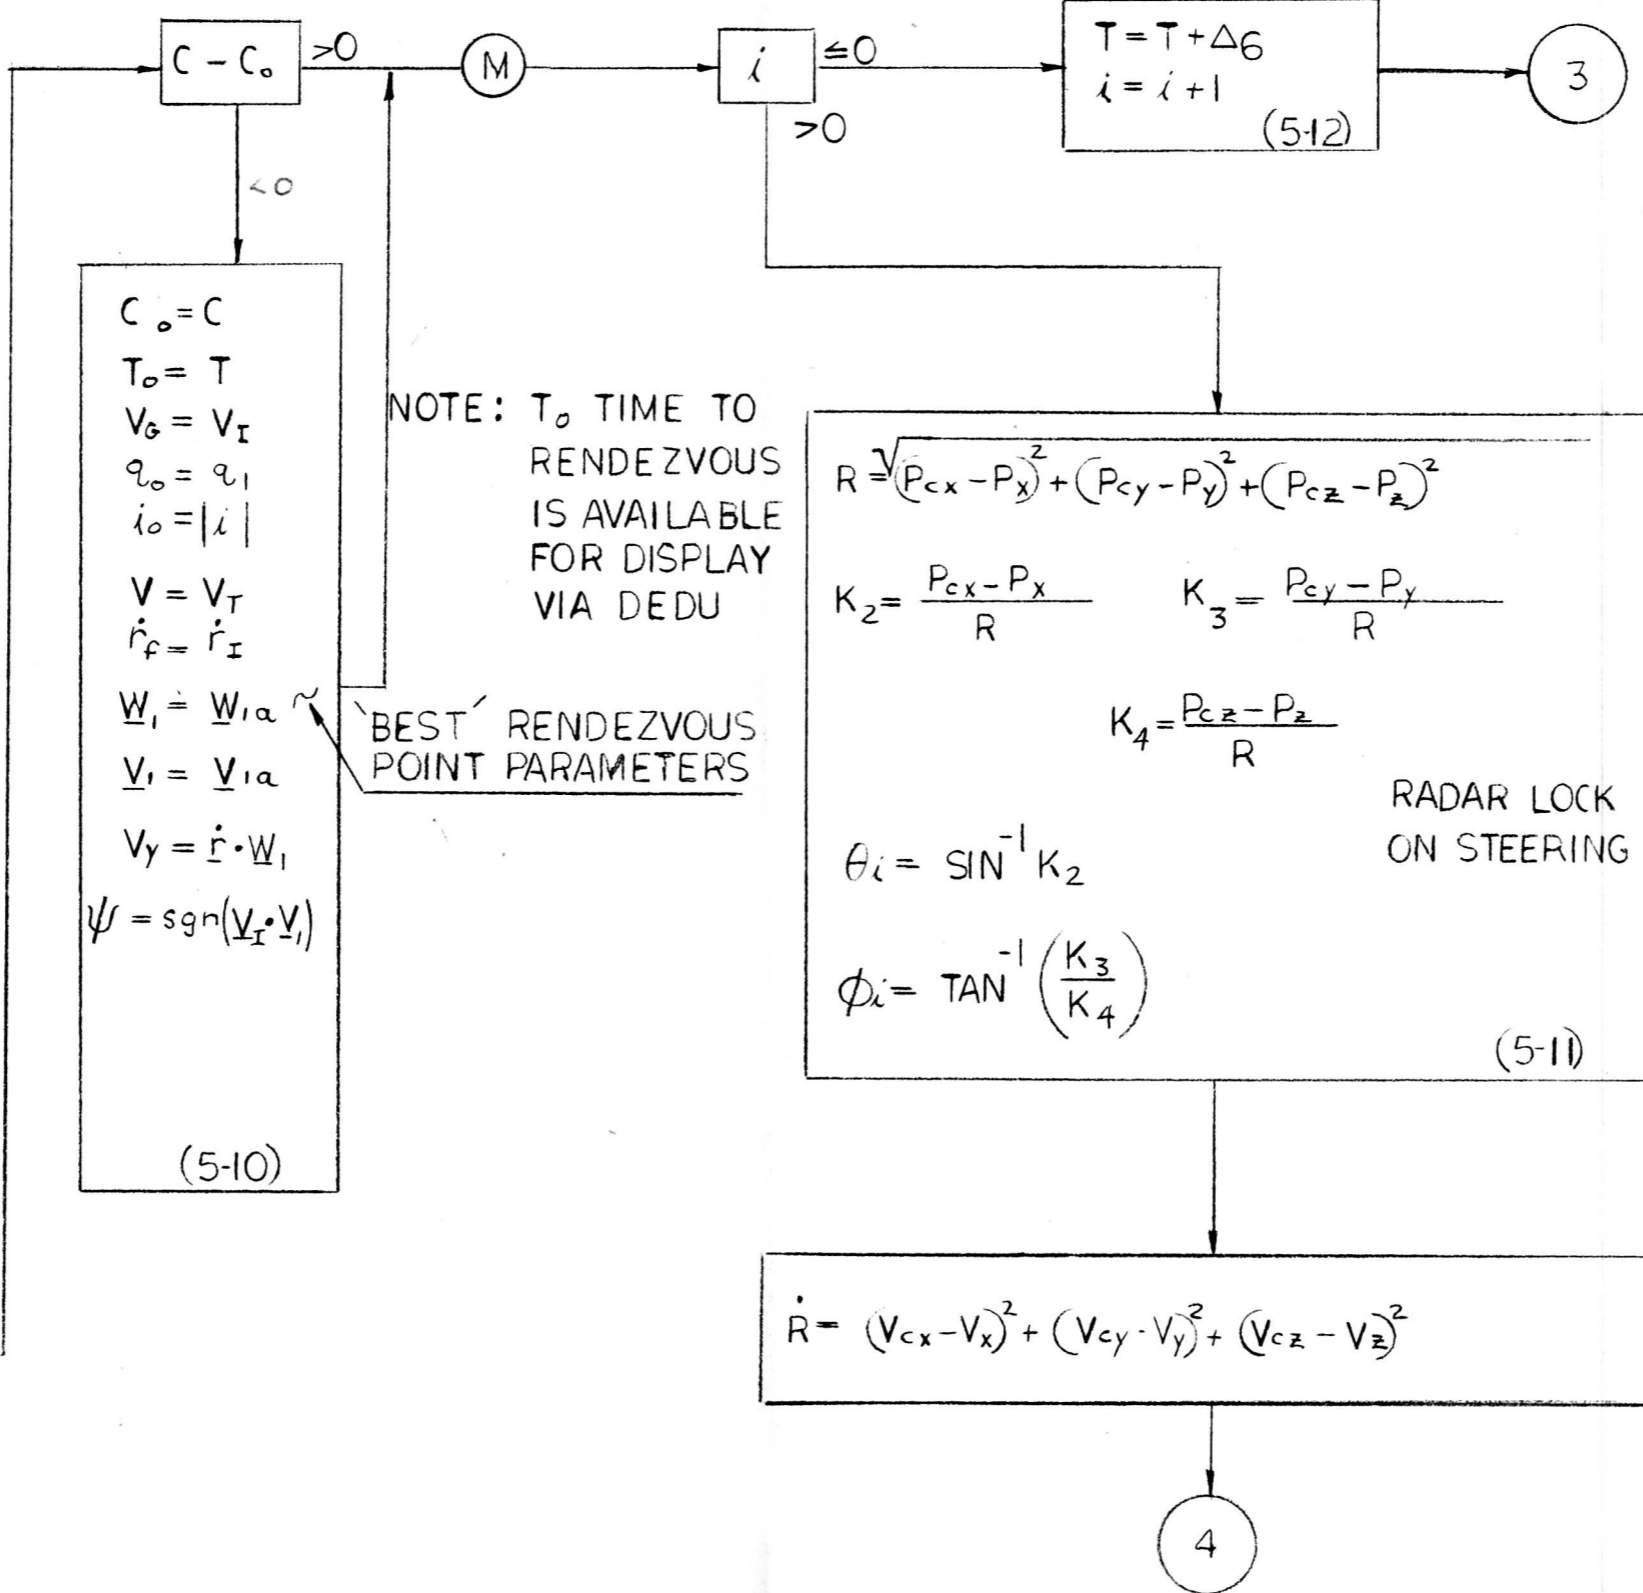 C – C₀
>0
M
i
≤0
>0
T = T + Δ6
i = i + 1
(5-12)
3
<0
C₀ = C
T₀ = T
V_G = V_I
q₀ = q₁
i₀ = |i|
V = V_T
ṙ_f = ṙ_I
W₁ = W₁a
V₁ = V₁a
Vy = ṙ · W₁
ψ = sgn(V_I · V₁)
(5-10)
NOTE: T₀ TIME TO
RENDEZVOUS
IS AVAILABLE
FOR DISPLAY
VIA DEDU
'BEST' RENDEZVOUS
POINT PARAMETERS
R = √(Pcx – Px)² + (Pcy – Py)² + (Pcz – Pz)²
K₂ = (Pcx – Px) / R
K₃ = (Pcy – Py) / R
K₄ = (Pcz – Pz) / R
RADAR LOCK
ON STEERING
θi = SIN⁻¹ K₂
φi = TAN⁻¹ (K₃ / K₄)
(5-11)
Ṙ = (Vcx – Vx)² + (Vcy - Vy)² + (Vcz – Vz)²
4